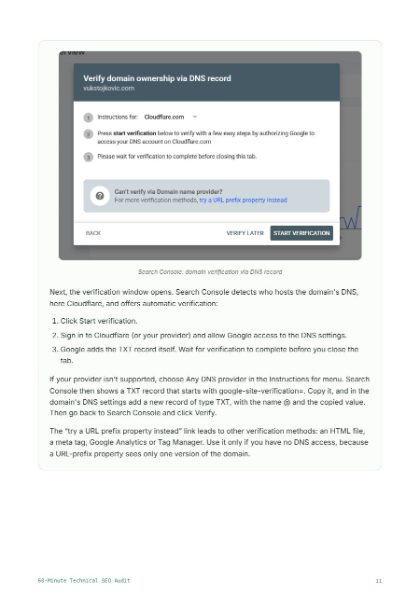 erview
Verify domain ownership via DNS record
vukstojkovic.com
1 Instructions for: Cloudflare.com
2 Press start verification below to verify with a few easy steps by authorizing Google to
access your DNS account on Cloudflare.com
3 Please wait for verification to complete before closing this tab.
Can't verify via Domain name provider?
For more verification methods, try a URL prefix property instead
BACK VERIFY LATER START VERIFICATION
Search Console: domain verification via DNS record
Next, the verification window opens. Search Console detects who hosts the domain's DNS,
here Cloudflare, and offers automatic verification:
1. Click Start verification.
2. Sign in to Cloudflare (or your provider) and allow Google access to the DNS settings.
3. Google adds the TXT record itself. Wait for verification to complete before you close the
tab.
If your provider isn't supported, choose Any DNS provider in the Instructions for menu. Search
Console then shows a TXT record that starts with google-site-verification=. Copy it, and in the
domain's DNS settings add a new record of type TXT, with the name @ and the copied value.
Then go back to Search Console and click Verify.
The "try a URL prefix property instead" link leads to other verification methods: an HTML file,
a meta tag, Google Analytics or Tag Manager. Use it only if you have no DNS access, because
a URL-prefix property sees only one version of the domain.
60-Minute Technical SEO Audit 11